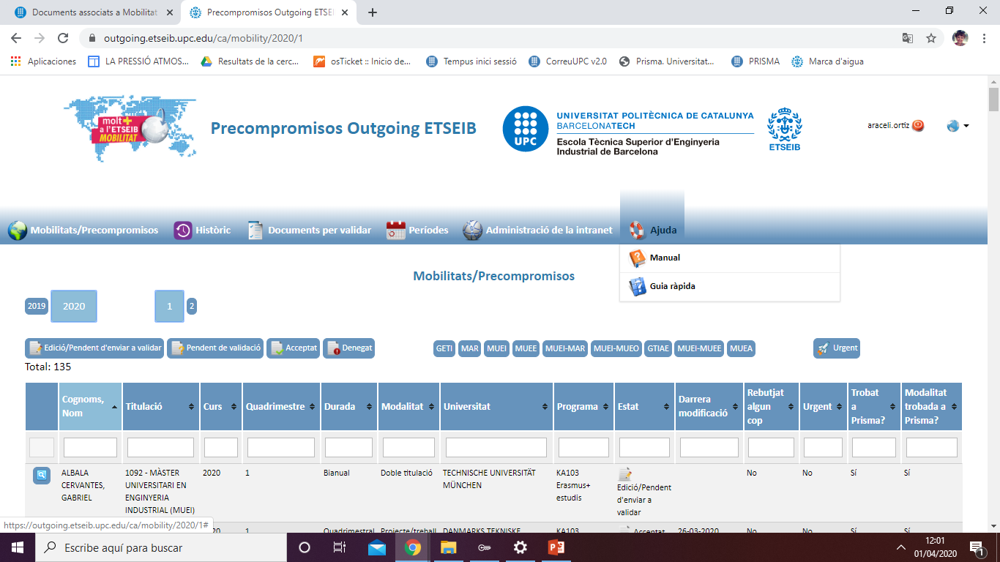 Documents associats a Mobilitat
Precompromisos Outgoing ETSEI
outgoing.etseib.upc.edu/ca/mobility/2020/1
Aplicaciones
LA PRESSIÓ ATMOS...
Resultats de la cerc...
osTicket :: Inicio de...
Tempus inici sessió
CorreuUPC v2.0
Prisma. Universitat...
PRISMA
Marca d'aigua
molt+
a l'ETSEIB
MOBILITAT
Precompromisos Outgoing ETSEIB
UPC
UNIVERSITAT POLITÈCNICA DE CATALUNYA
BARCELONATECH
Escola Tècnica Superior d'Enginyeria
Industrial de Barcelona
ETSEIB
araceli.ortiz
Mobilitats/Precompromisos
Històric
Documents per validar
Períodes
Administració de la intranet
Ajuda
Manual
Guia ràpida
Mobilitats/Precompromisos
2019 2020 1 2
Edició/Pendent d'enviar a validar
Pendent de validació
Acceptat
Denegat
GETI MAR MUEI MUEE MUEI-MAR MUEI-MUEO GTIAE MUEI-MUEE MUEA
Urgent
Total: 135
Cognoms,
Nom
Titulació
Curs
Quadrimestre
Durada
Modalitat
Universitat
Programa
Estat
Darrera
modificació
Rebutjat
algun
cop
Urgent
Trobat
a
Prisma?
Modalitat
trobada a
Prisma?
ALBALA
CERVANTES,
GABRIEL
1092 - MÀSTER
UNIVERSITARI EN
ENGINYERIA
INDUSTRIAL (MUEI)
2020
1
Bianual
Doble titulació
TECHNISCHE UNIVERSITÄT
MÜNCHEN
KA103
Erasmus+
estudis
Edició/Pendent
d'enviar a
validar
No
No
Sí
Sí
https://outgoing.etseib.upc.edu/ca/mobility/2020/1#
1
Quadrimestral
Projecte/treball
DANMARKS TEKNISKE
KA103
Acceptat
26-03-2020
No
No
Sí
Sí
Escribe aquí para buscar
12:01
01/04/2020
1